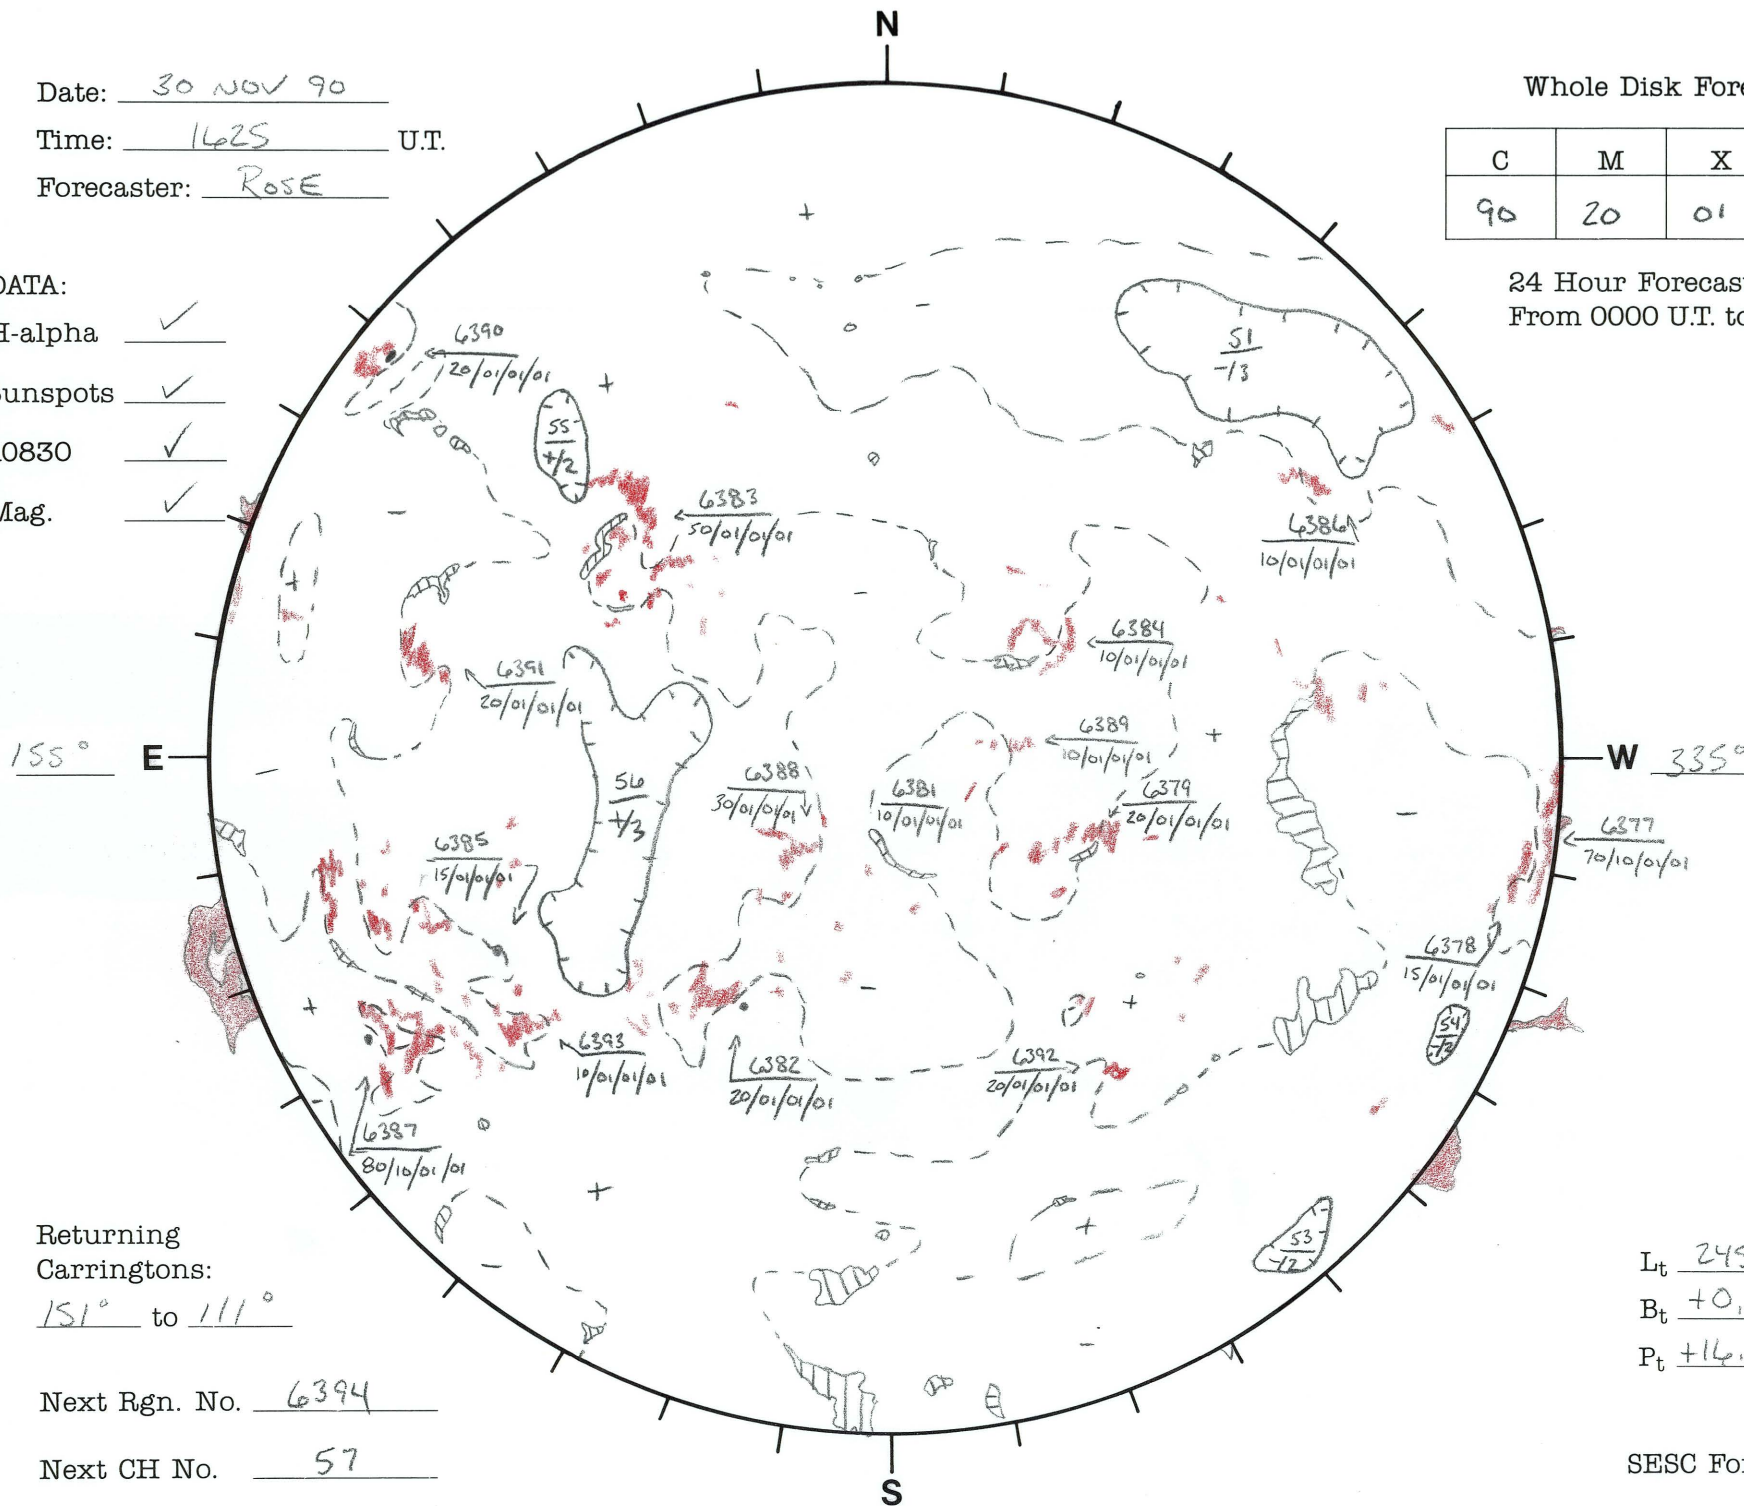 N
Date: 30 NOV 90
Time: 1625 U.T.
Forecaster: ROSE
Whole Disk Fore
C M X
90 20 01
24 Hour Forecas
From 0000 U.T. to
DATA:
H-alpha ✓
unspots ✓
0830 ✓
Mag. ✓
6390
20/01/01/01
51
-/3
55
+/2
6383
50/01/01/01
6386
10/01/01/01
6384
10/01/01/01
6391
20/01/01/01
6389
10/01/01/01
155° E
W 335°
56
+/3
6388
30/01/01/01
6381
10/01/01/01
6379
20/01/01/01
6377
70/10/01/01
6385
15/01/01/01
6378
15/01/01/01
54
-/2
6393
10/01/01/01
6382
20/01/01/01
6392
20/01/01/01
6387
80/10/01/01
53
-/2
Returning
Carringtons:
151° to 111°
Lt 245
Bt +0.
Pt +16.
Next Rgn. No. 6394
Next CH No. 57
SESC For
S